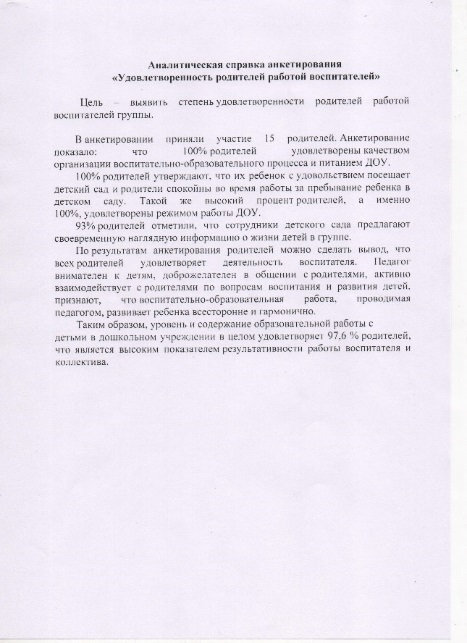 Аналитическая справка анкетирования
«Удовлетворенность родителей работой воспитателей»
Цель – выявить степень удовлетворенности родителей работой
воспитателей группы.
В анкетировании приняли участие 15 родителей. Анкетирование
показало: что 100% родителей удовлетворены качеством
организации воспитательно-образовательного процесса и питанием ДОУ.
100% родителей утверждают, что их ребенок с удовольствием посещает
детский сад и родители спокойны во время работы за пребывание ребенка в
детском саду. Такой же высокий процент родителей, а именно
100%, удовлетворены режимом работы ДОУ.
93% родителей отметили, что сотрудники детского сада предлагают
своевременную наглядную информацию о жизни детей в группе.
По результатам анкетирования родителей можно сделать вывод, что
всех родителей удовлетворяет деятельность воспитателя. Педагог
внимателен к детям, доброжелателен в общении с родителями, активно
взаимодействует с родителями по вопросам воспитания и развития детей,
признают, что воспитательно-образовательная работа, проводимая
педагогом, развивает ребенка всесторонне и гармонично.
Таким образом, уровень и содержание образовательной работы с
детьми в дошкольном учреждении в целом удовлетворяет 97,6 % родителей,
что является высоким показателем результативности работы воспитателя и
коллектива.